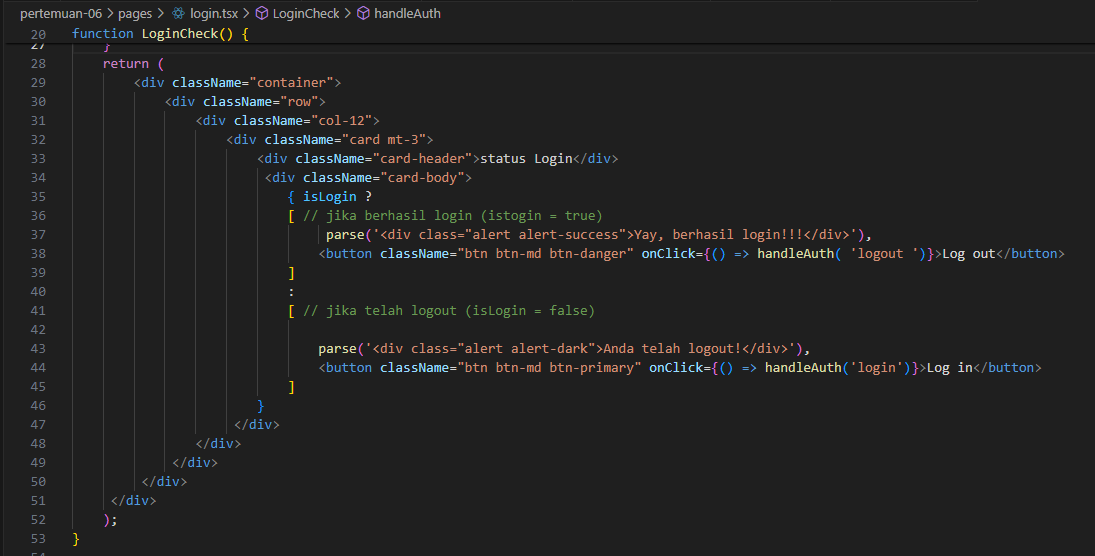 pertemuan-06 > pages > login.tsx > LoginCheck > handleAuth
20 function LoginCheck() {
27 }
28 return (
29 <div className="container">
30 <div className="row">
31 <div className="col-12">
32 <div className="card mt-3">
33 <div className="card-header">status Login</div>
34 <div className="card-body">
35 { isLogin ?
36 [ // jika berhasil login (istogin = true)
37 parse('<div class="alert alert-success">Yay, berhasil login!!!</div>'),
38 <button className="btn btn-md btn-danger" onClick={() => handleAuth( 'logout ')}>Log out</button>
39 ]
40 :
41 [ // jika telah logout (isLogin = false)
42
43 parse('<div class="alert alert-dark">Anda telah logout!</div>'),
44 <button className="btn btn-md btn-primary" onClick={() => handleAuth('login')}>Log in</button>
45 ]
46 }
47 </div>
48 </div>
49 </div>
50 </div>
51 </div>
52 );
53 }